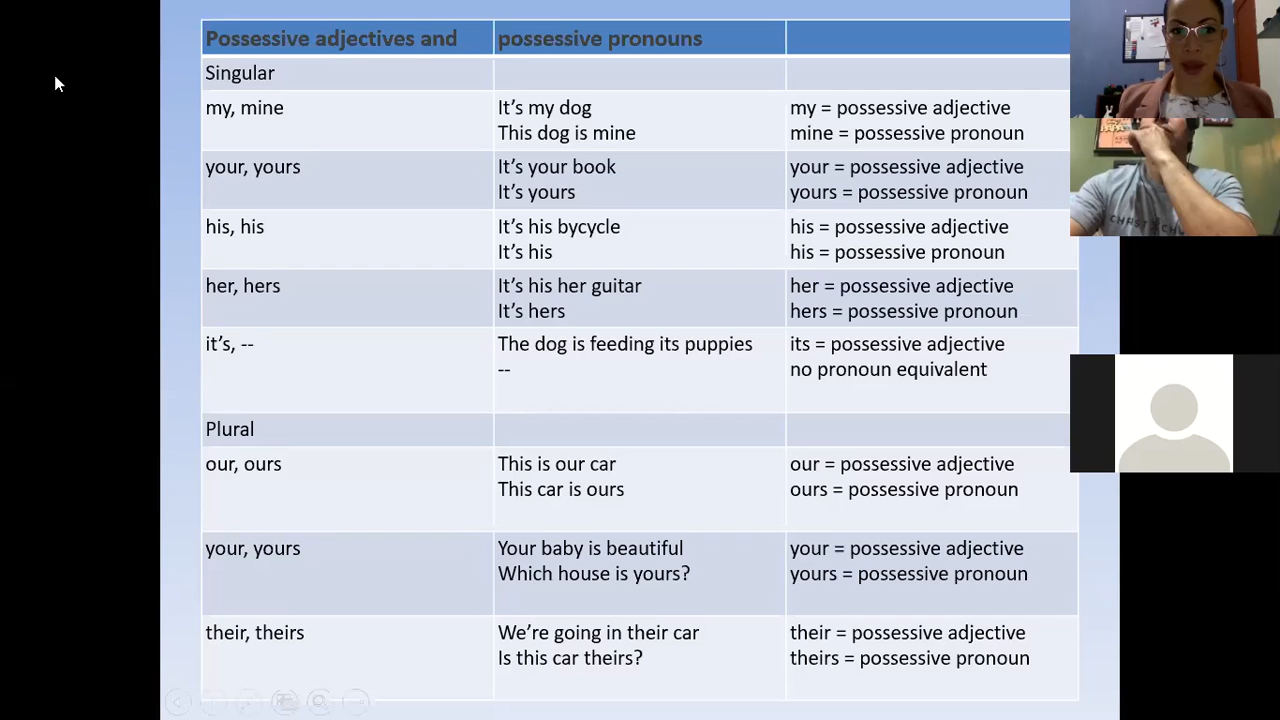 Possessive adjectives and possessive pronouns
Singular
my, mine
It's my dog
This dog is mine
my = possessive adjective
mine = possessive pronoun
your, yours
It's your book
It's yours
your = possessive adjective
yours = possessive pronoun
his, his
It's his bycycle
It's his
his = possessive adjective
his = possessive pronoun
her, hers
It's his her guitar
It's hers
her = possessive adjective
hers = possessive pronoun
it's, --
The dog is feeding its puppies
--
its = possessive adjective
no pronoun equivalent
Plural
our, ours
This is our car
This car is ours
our = possessive adjective
ours = possessive pronoun
your, yours
Your baby is beautiful
Which house is yours?
your = possessive adjective
yours = possessive pronoun
their, theirs
We're going in their car
Is this car theirs?
their = possessive adjective
theirs = possessive pronoun